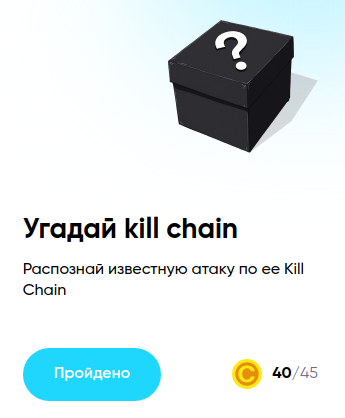 ?
Угадай kill chain
Распознай известную атаку по ее Kill
Chain
Пройдено
C 40/45